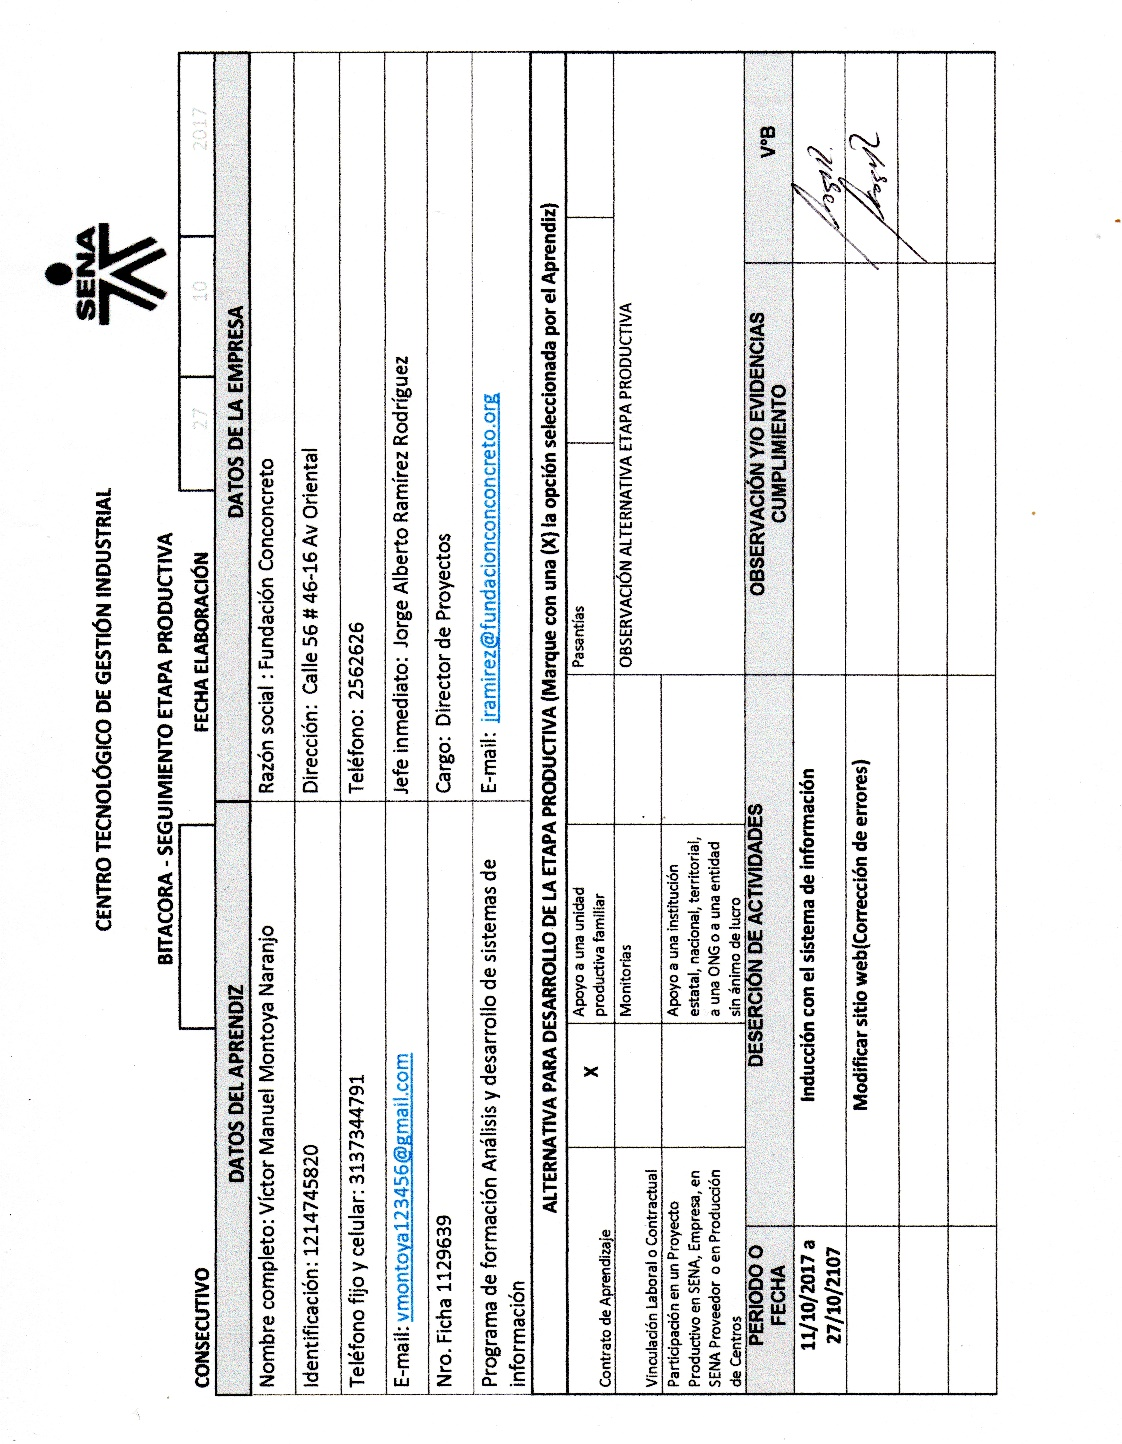 SENA
CENTRO TECNOLÓGICO DE GESTIÓN INDUSTRIAL
BITACORA - SEGUIMIENTO ETAPA PRODUCTIVA
CONSECUTIVO FECHA ELABORACIÓN 27 10 2017
DATOS DEL APRENDIZ DATOS DE LA EMPRESA
Nombre completo: Víctor Manuel Montoya Naranjo Razón social : Fundación Conconcreto
Identificación: 1214745820 Dirección: Calle 56 # 46-16 Av Oriental
Teléfono fijo y celular: 3137344791 Teléfono: 2562626
E-mail: vmontoya123456@gmail.com Jefe inmediato: Jorge Alberto Ramírez Rodríguez
Nro. Ficha 1129639 Cargo: Director de Proyectos
Programa de formación Análisis y desarrollo de sistemas de
información
E-mail: jramirez@fundacionconconcreto.org
ALTERNATIVA PARA DESARROLLO DE LA ETAPA PRODUCTIVA (Marque con una (X) la opción seleccionada por el Aprendiz)
Contrato de Aprendizaje X
Apoyo a una unidad
productiva familiar
Pasantías
Vinculación Laboral o Contractual
Monitorías
OBSERVACIÓN ALTERNATIVA ETAPA PRODUCTIVA
Participación en un Proyecto
Productivo en SENA, Empresa, en
SENA Proveedor o en Producción
de Centros
Apoyo a una institución
estatal, nacional, territorial,
a una ONG o a una entidad
sin ánimo de lucro
PERIODO O
FECHA
DESERCIÓN DE ACTIVIDADES
OBSERVACIÓN Y/O EVIDENCIAS
CUMPLIMIENTO
V°B
11/10/2017 a
27/10/2107
Inducción con el sistema de información
Modificar sitio web(Corrección de errores)